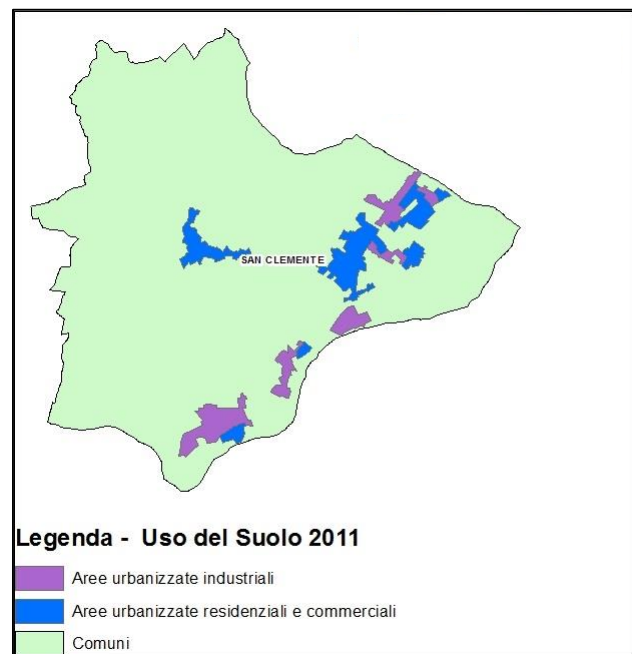 SAN CLEMENTE
Legenda - Uso del Suolo 2011
Aree urbanizzate industriali
Aree urbanizzate residenziali e commerciali
Comuni